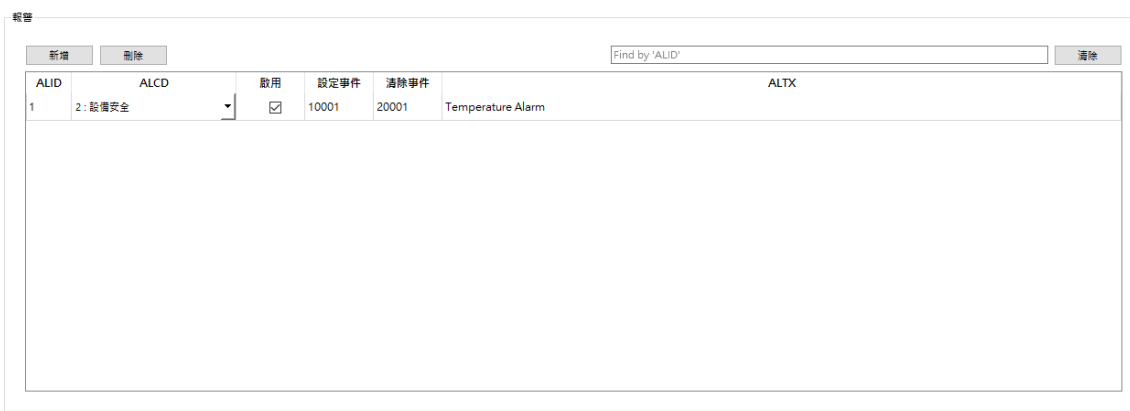 報警
新增 刪除 Find by 'ALID' 清除
ALID ALCD 啟用 設定事件 清除事件 ALTX
1 2 : 設備安全 10001 20001 Temperature Alarm